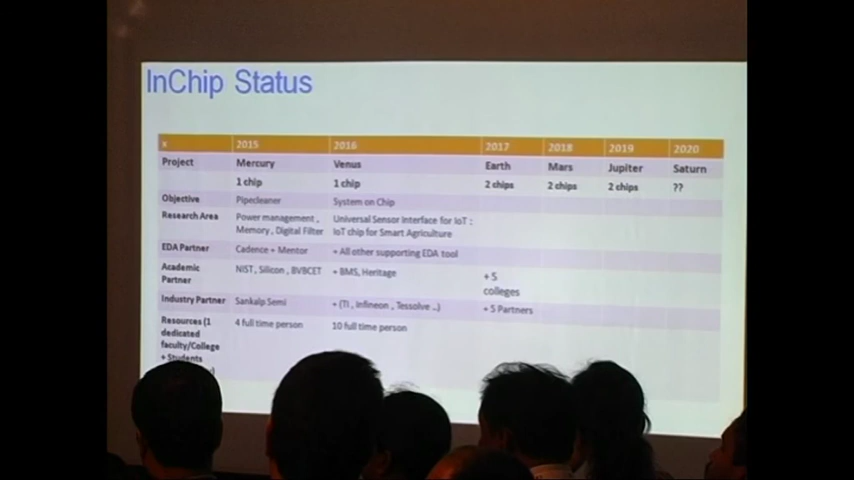 InChip Status
x 2015 2016 2017 2018 2019 2020
Project Mercury Venus Earth Mars Jupiter Saturn
1 chip 1 chip 2 chips 2 chips 2 chips ??
Objective Pipecleaner System on Chip
Research Area Power management , Universal Sensor Interface for IoT :
Memory , Digital Filter IoT chip for Smart Agriculture
EDA Partner Cadence + Mentor + All other supporting EDA tool
Academic NIST, Silicon , BVBCET + BMS, Heritage + 5
Partner colleges
Industry Partner Sankalp Semi + (TI , Infineon , Tessolve ..) + 5 Partners
Resources (1 4 full time person 10 full time person
dedicated
faculty/College
+ Students